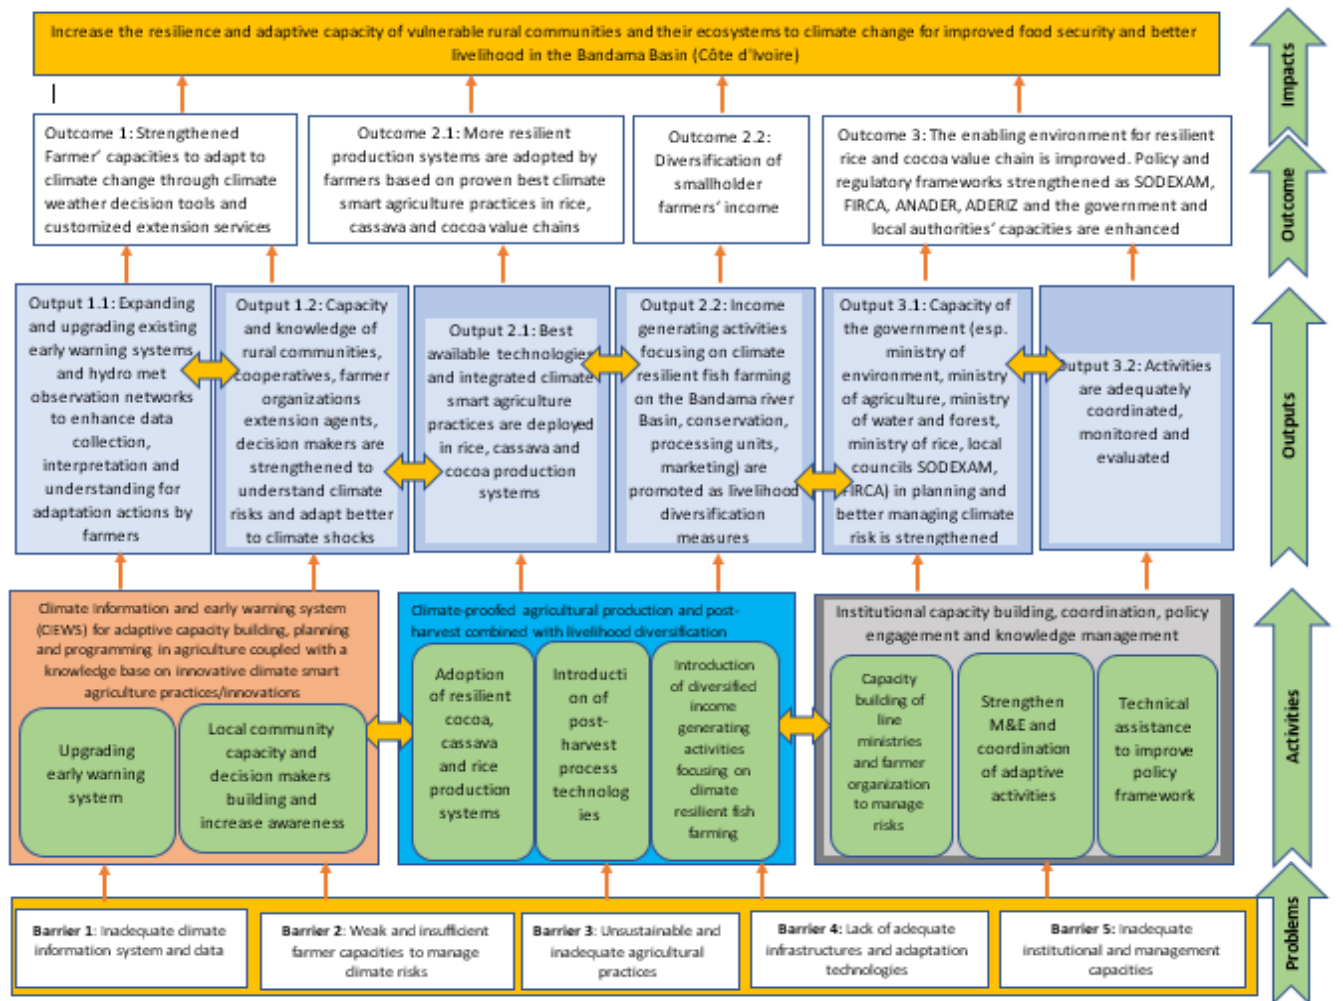 Increase the resilience and adaptive capacity of vulnerable rural communities and their ecosystems to climate change for improved food security and better
livelihood in the Bandama Basin (Côte d'Ivoire)
Impacts
Outcome 1: Strengthened
Farmer' capacities to adapt to
climate change through climate
weather decision tools and
customized extension services
Outcome 2.1: More resilient
production systems are adopted by
farmers based on proven best climate
smart agriculture practices in rice,
cassava and cocoa value chains
Outcome 2.2:
Diversification of
smallholder
farmers' income
Outcome 3: The enabling environment for resilient
rice and cocoa value chain is improved. Policy and
regulatory frameworks strengthened as SODEXAM,
FIRCA, ANADER, ADERIZ and the government and
local authorities' capacities are enhanced
Outcome
Output 1.1: Expanding
and upgrading existing
early warning systems
and hydro met
observation networks
to enhance data
collection,
interpretation and
understanding for
adaptation actions by
farmers
Output 1.2: Capacity
and knowledge of
rural communities,
cooperatives, farmer
organizations
extension agents,
decision makers are
strengthened to
understand climate
risks and adapt better
to climate shocks
Output 2.1: Best
available technologies
and integrated climate
smart agriculture
practices are deployed
in rice, cassava and
cocoa production
systems
Output 2.2: Income
generating activities
focusing on climate
resilient fish farming
on the Bandama river
Basin, conservation,
processing units,
marketing) are
promoted as livelihood
diversification
measures
Output 3.1: Capacity of
the government (esp.
ministry of
environment, ministry
of agriculture, ministry
of water and forest,
ministry of rice, local
councils SODEXAM,
FIRCA) in planning and
better managing climate
risk is strengthened
Output 3.2: Activities
are adequately
coordinated,
monitored and
evaluated
Outputs
Climate Information and early warning system
(CIEWS) for adaptive capacity building, planning
and programming in agriculture coupled with a
knowledge base on innovative climate smart
agriculture practices/innovations
Upgrading
early warning
system
Local community
capacity and
decision makers
building and
increase awareness
Climate-proofed agricultural production and post-
harvest combined with livelihood diversification
Adoption
of resilient
cocoa,
cassava
and rice
production
systems
Introducti
on of
post-
harvest
process
technolog
ies
Introduction
of diversified
income
generating
activities
focusing on
climate
resilient fish
farming
Institutional capacity building, coordination, policy
engagement and knowledge management
Capacity
building of
line
ministries
and farmer
organization
to manage
risks
Strengthen
M&E and
coordination
of adaptive
activities
Technical
assistance
to improve
policy
framework
Activities
Barrier 1: Inadequate climate
information system and data
Barrier 2: Weak and insufficient
farmer capacities to manage
climate risks
Barrier 3: Unsustainable and
inadequate agricultural
practices
Barrier 4: Lack of adequate
infrastructures and adaptation
technologies
Barrier 5: Inadequate
institutional and management
capacities
Problems